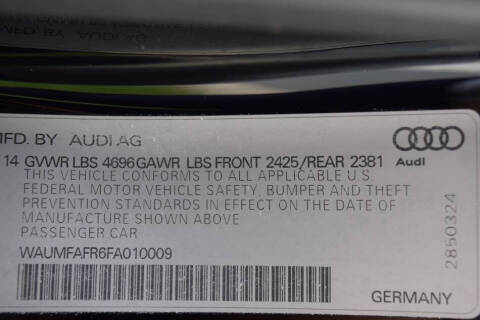 MFD. BY AUDI AG
14 GVWR LBS 4696 GAWR LBS FRONT 2425/REAR 2381
Audi
THIS VEHICLE CONFORMS TO ALL APPLICABLE U.S.
FEDERAL MOTOR VEHICLE SAFETY, BUMPER AND THEFT
PREVENTION STANDARDS IN EFFECT ON THE DATE OF
MANUFACTURE SHOWN ABOVE
PASSENGER CAR
WAUMFAFR6FA010009
2850324
GERMANY